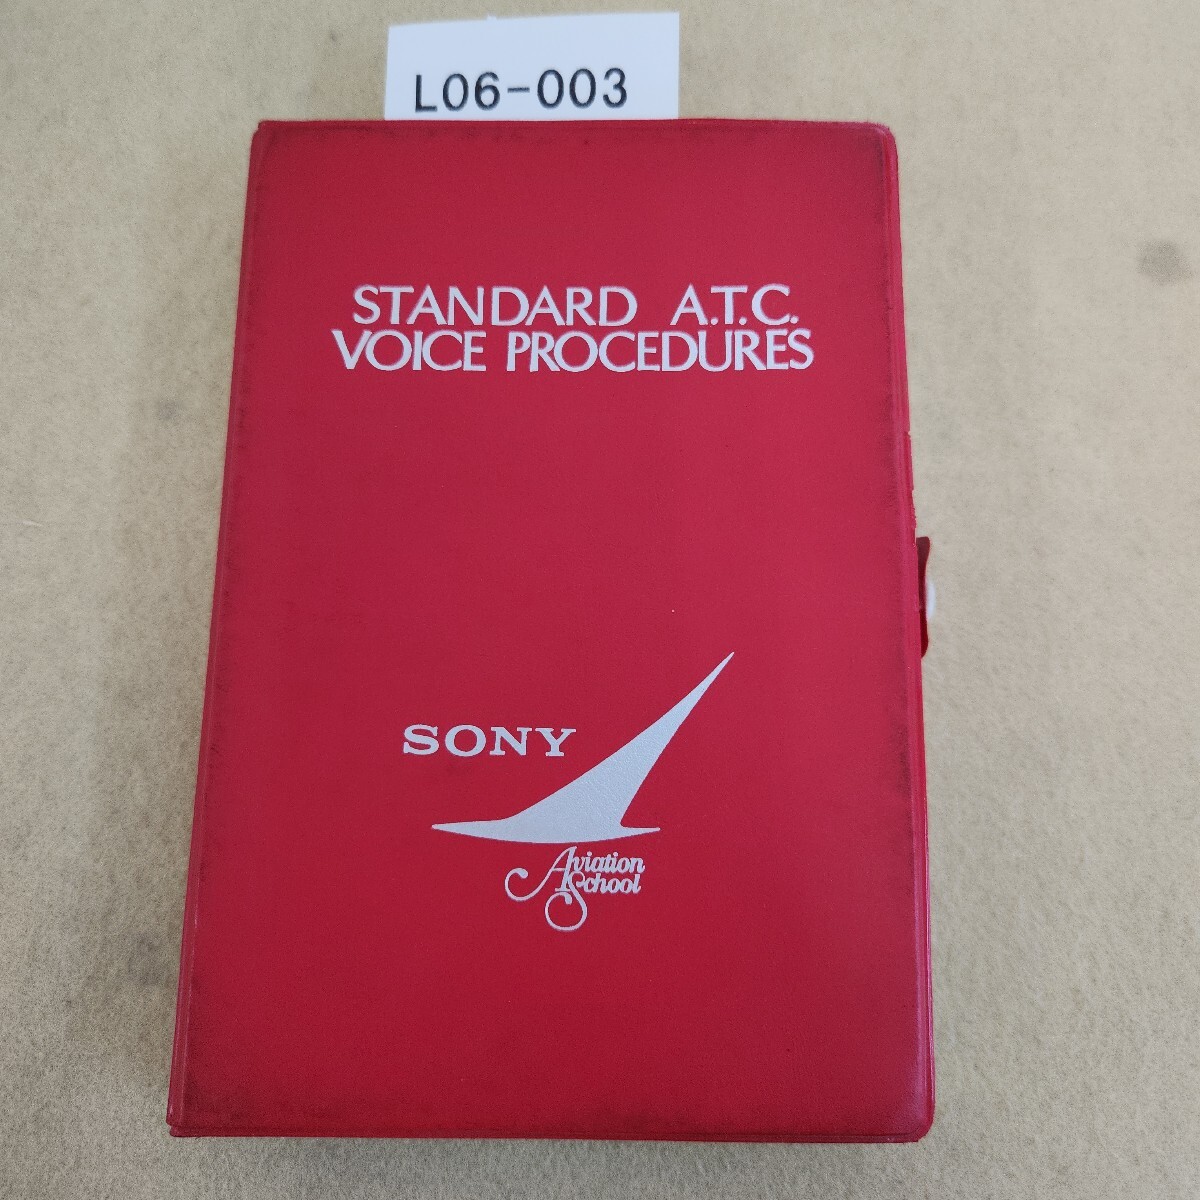 L06-003
STANDARD A.T.C.
VOICE PROCEDURES
SONY
Aviation
School